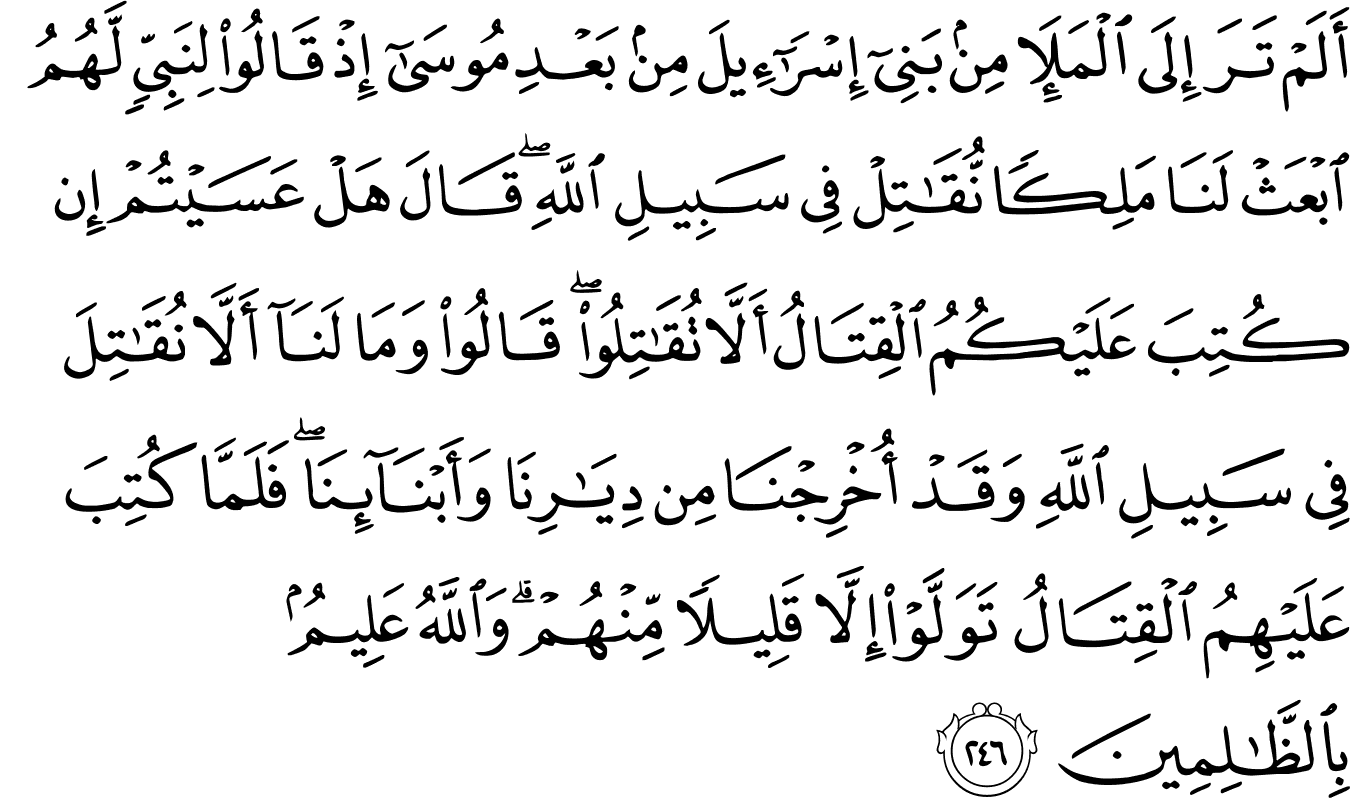 أَلَمۡ تَرَ إِلَى ٱلۡمَلَإِ مِنۢ بَنِيٓ إِسۡرَٰٓءِيلَ مِنۢ بَعۡدِ مُوسَىٰٓ إِذۡ قَالُواْ لِنَبِيّٖ لَّهُمُ
ٱبۡعَثۡ لَنَا مَلِكٗا نُّقَٰتِلۡ فِي سَبِيلِ ٱللَّهِۖ قَالَ هَلۡ عَسَيۡتُمۡ إِن
كُتِبَ عَلَيۡكُمُ ٱلۡقِتَالُ أَلَّا تُقَٰتِلُواْۖ قَالُواْ وَمَا لَنَآ أَلَّا نُقَٰتِلَ
فِي سَبِيلِ ٱللَّهِ وَقَدۡ أُخۡرِجۡنَا مِن دِيَٰرِنَا وَأَبۡنَآئِنَاۖ فَلَمَّا كُتِبَ
عَلَيۡهِمُ ٱلۡقِتَالُ تَوَلَّوۡاْ إِلَّا قَلِيلٗا مِّنۡهُمۡۚ وَٱللَّهُ عَلِيمُۢ
بِٱلظَّٰلِمِينَ ٢٤٦